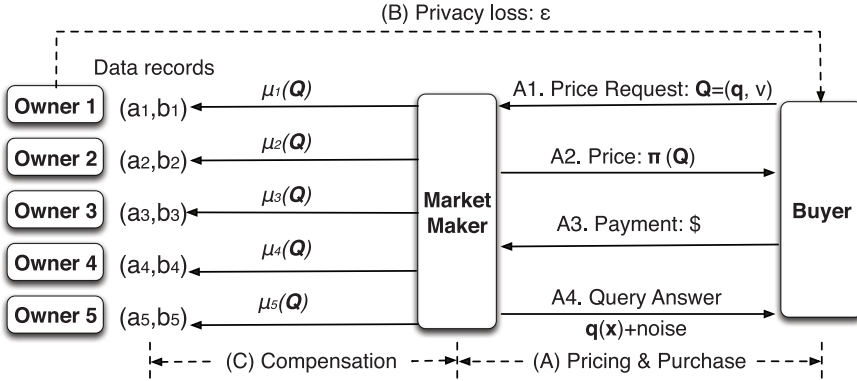 (B) Privacy loss: ε
Data records
Owner 1 (a1,b1) μ1(Q) A1. Price Request: Q=(q, v)
Owner 2 (a2,b2) μ2(Q) A2. Price: π (Q)
Owner 3 (a3,b3) μ3(Q) Market Maker A3. Payment: $ Buyer
Owner 4 (a4,b4) μ4(Q)
Owner 5 (a5,b5) μ5(Q) A4. Query Answer
q(x)+noise
(C) Compensation (A) Pricing & Purchase